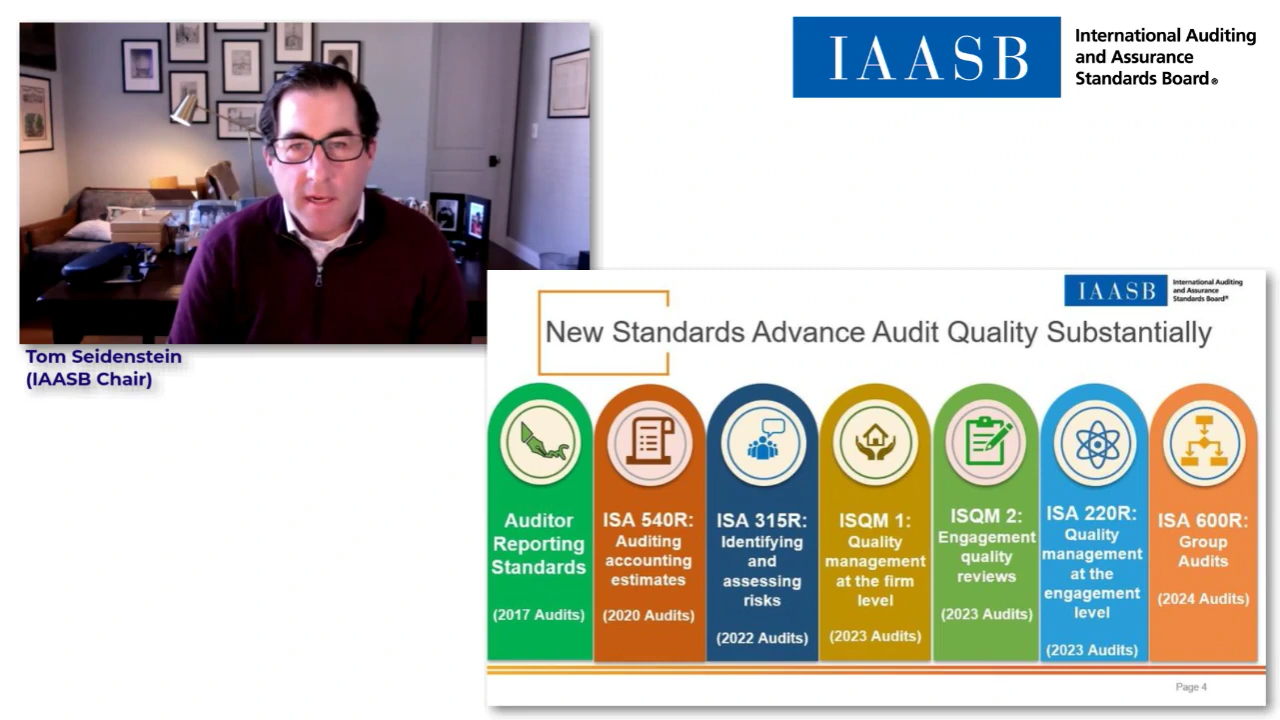 IAASB
International Auditing
and Assurance
Standards Board®
Tom Seidenstein
(IAASB Chair)
IAASB
International Auditing
and Assurance
Standards Board®
New Standards Advance Audit Quality Substantially
Auditor
Reporting
Standards
(2017 Audits)
ISA 540R:
Auditing
accounting
estimates
(2020 Audits)
ISA 315R:
Identifying
and
assessing
risks
(2022 Audits)
ISQM 1:
Quality
management
at the firm
level
(2023 Audits)
ISQM 2:
Engagement
quality
reviews
(2023 Audits)
ISA 220R:
Quality
management
at the
engagement
level
(2023 Audits)
ISA 600R:
Group
Audits
(2024 Audits)
Page 4